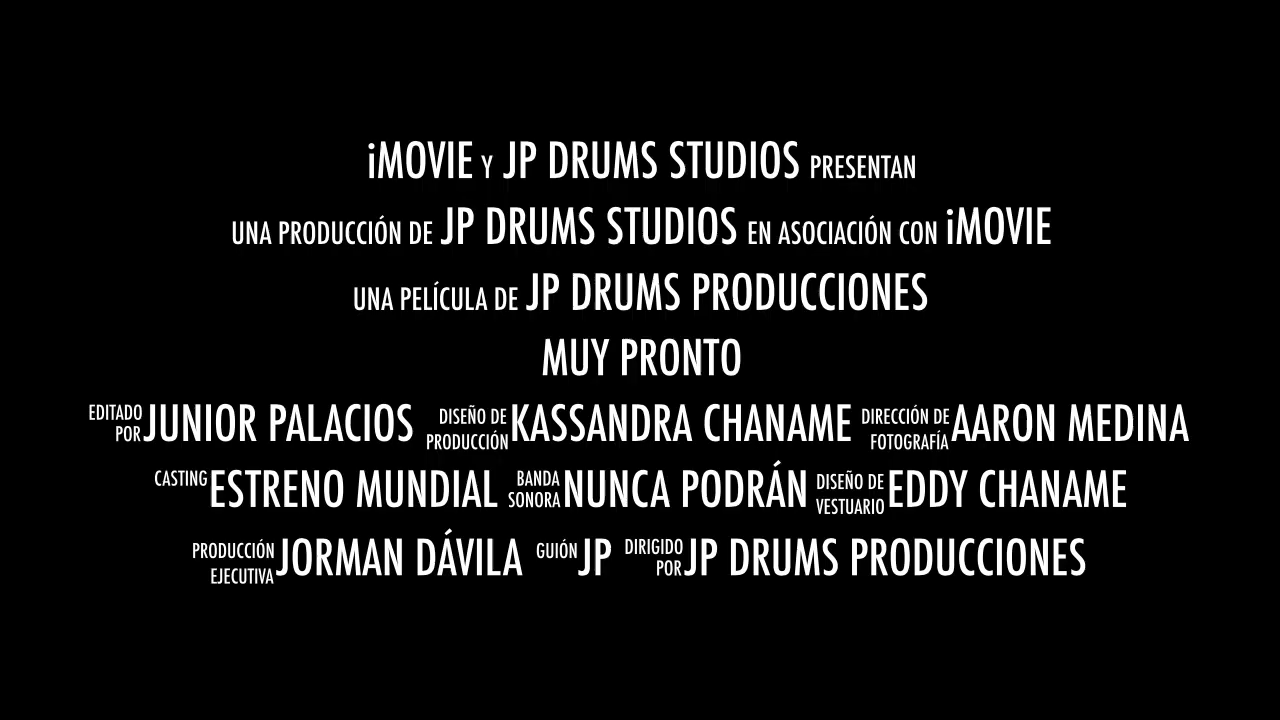 iMOVIE Y JP DRUMS STUDIOS PRESENTAN
UNA PRODUCCIÓN DE JP DRUMS STUDIOS EN ASOCIACIÓN CON iMOVIE
UNA PELÍCULA DE JP DRUMS PRODUCCIONES
MUY PRONTO
EDITADO POR JUNIOR PALACIOS DISEÑO DE PRODUCCIÓN KASSANDRA CHANAME DIRECCIÓN DE FOTOGRAFÍA AARON MEDINA
CASTING ESTRENO MUNDIAL BANDA SONORA NUNCA PODRÁN DISEÑO DE VESTUARIO EDDY CHANAME
PRODUCCIÓN EJECUTIVA JORMAN DÁVILA GUIÓN JP DIRIGIDO POR JP DRUMS PRODUCCIONES